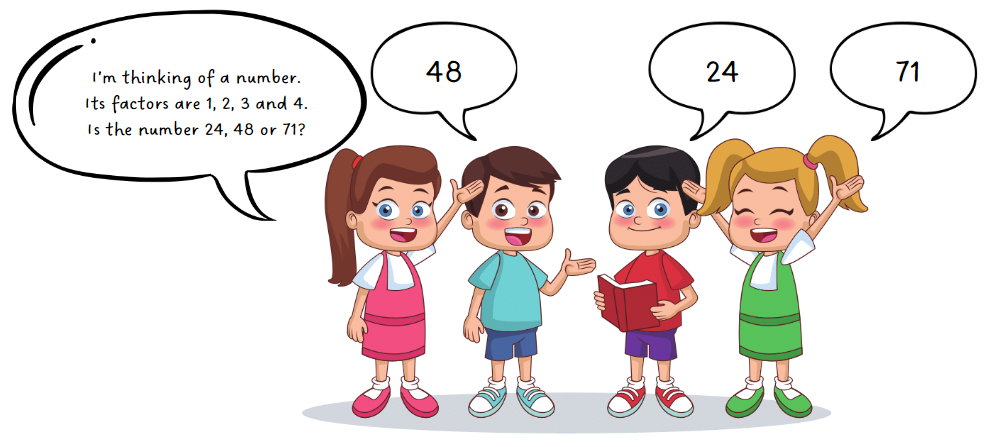 I'm thinking of a number.
Its factors are 1, 2, 3 and 4.
Is the number 24, 48 or 71?
48
24
71